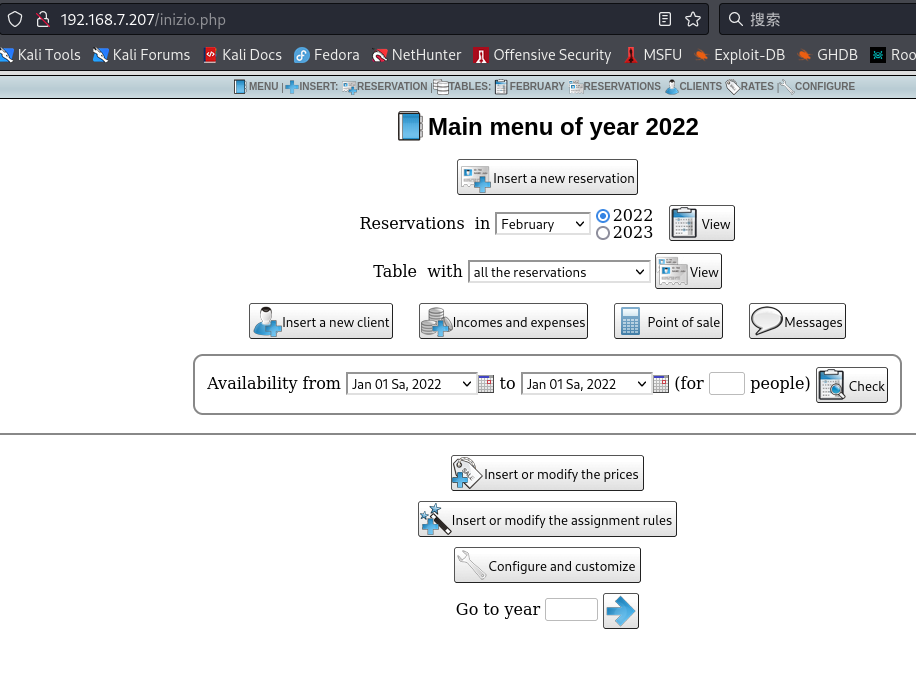 192.168.7.207/inizio.php 搜索
Kali Tools Kali Forums Kali Docs Fedora NetHunter Offensive Security MSFU Exploit-DB GHDB Roo
MENU | INSERT: RESERVATION | TABLES: FEBRUARY RESERVATIONS CLIENTS RATES | CONFIGURE
Main menu of year 2022
Insert a new reservation
Reservations in February 2022 2023 View
Table with all the reservations View
Insert a new client Incomes and expenses Point of sale Messages
Availability from Jan 01 Sa, 2022 to Jan 01 Sa, 2022 (for people) Check
Insert or modify the prices
Insert or modify the assignment rules
Configure and customize
Go to year